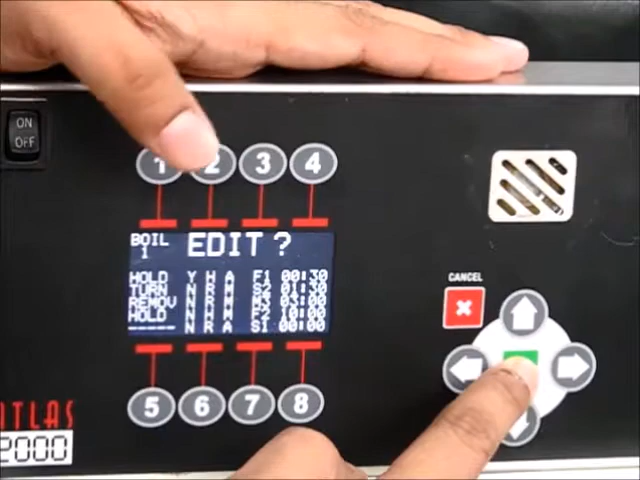 ON
OFF
1 2 3 4
BOIL EDIT ?
1
HOLD Y H A F1 00:30
TURN N R M S2 01:30
REMOV N R M M3 03:00
HOLD N H M F2 10:00
----- N R A S1 00:00
CANCEL
5 6 7 8
ATLAS
2000